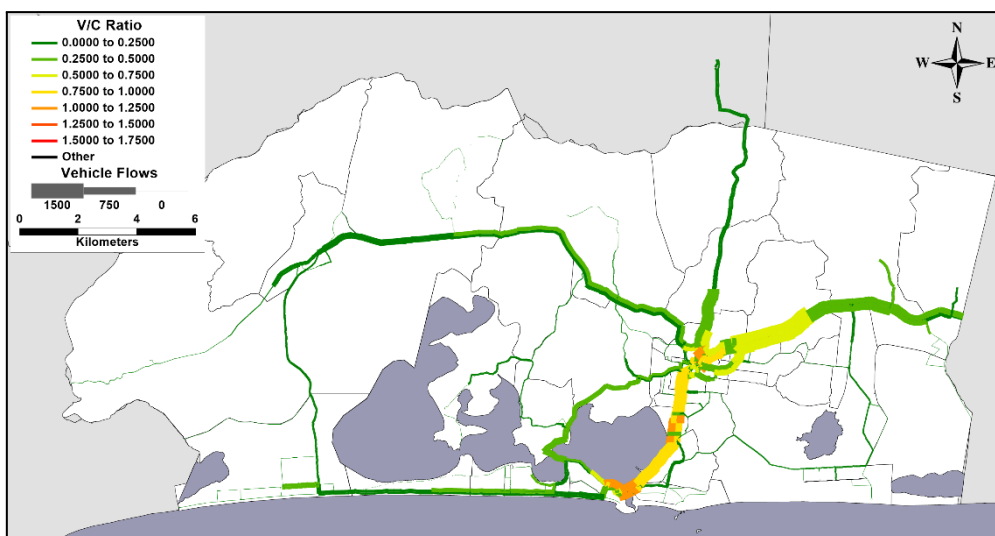 V/C Ratio
0.0000 to 0.2500
0.2500 to 0.5000
0.5000 to 0.7500
0.7500 to 1.0000
1.0000 to 1.2500
1.2500 to 1.5000
1.5000 to 1.7500
Other
Vehicle Flows
1500 750 0
0 2 4 6
Kilometers
N
W E
S